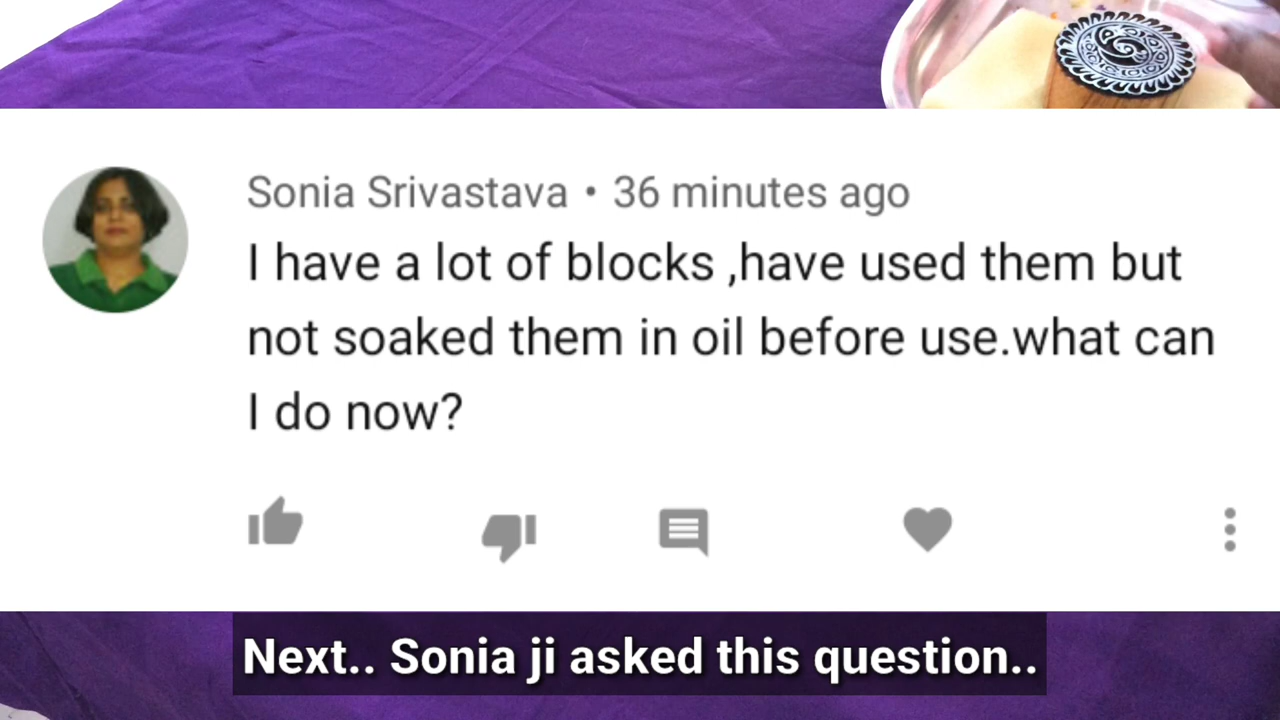 Sonia Srivastava • 36 minutes ago
I have a lot of blocks ,have used them but
not soaked them in oil before use.what can
I do now?
Next.. Sonia ji asked this question..